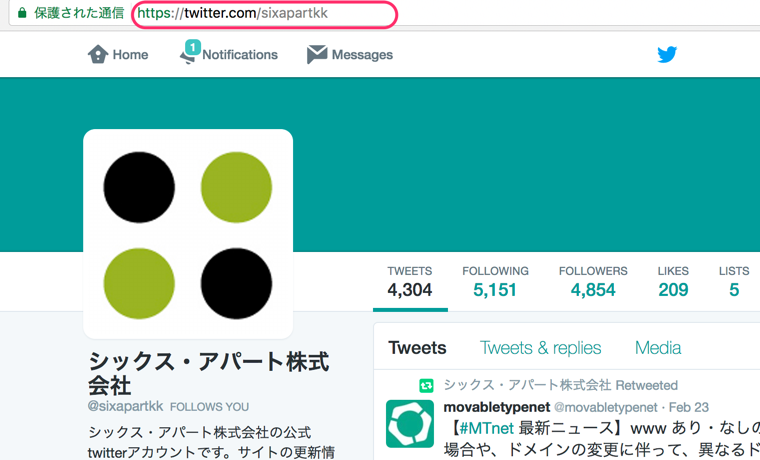 保護された通信 https://twitter.com/sixapartkk
Home 1 Notifications Messages
TWEETS FOLLOWING FOLLOWERS LIKES LISTS
4,304 5,151 4,854 209 5
シックス・アパート株式
会社
@sixapartkk FOLLOWS YOU
シックス・アパート株式会社の公式
twitterアカウントです。サイトの更新情
Tweets Tweets & replies Media
シックス・アパート株式会社 Retweeted
movabletypenet @movabletypenet · Feb 23
【#MTnet 最新ニュース】www あり・なしの
場合や、ドメインの変更に伴って、異なるド